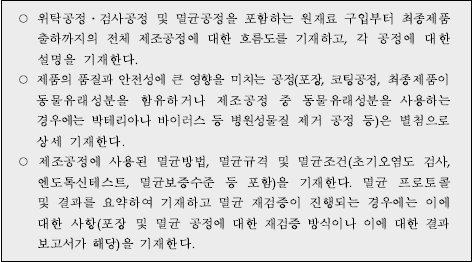 ○ 위탁공정·검사공정 및 멸균공정을 포함하는 원재료 구입부터 최종제품
출하까지의 전체 제조공정에 대한 흐름도를 기재하고, 각 공정에 대한
설명을 기재한다.
○ 제품의 품질과 안전성에 큰 영향을 미치는 공정(포장, 코팅공정, 최종제품이
동물유래성분을 함유하거나 제조공정 중 동물유래성분을 사용하는
경우에는 박테리아나 바이러스 등 병원성물질 제거 공정 등)은 별첨으로
상세 기재한다.
○ 제조공정에 사용된 멸균방법, 멸균규격 및 멸균조건(초기오염도 검사,
엔도톡신테스트, 멸균보증수준 등 포함)을 기재한다. 멸균 프로토콜
및 결과를 요약하여 기재하고 멸균 재검증이 진행되는 경우에는 이에
대한 사항(포장 및 멸균 공정에 대한 재검증 방식이나 이에 대한 결과
보고서가 해당)을 기재한다.